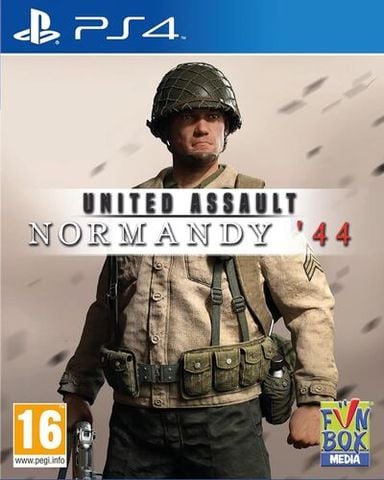 PS4
UNITED ASSAULT
NORMANDY '44
16
www.pegi.info
FUN
BOX
MEDIA